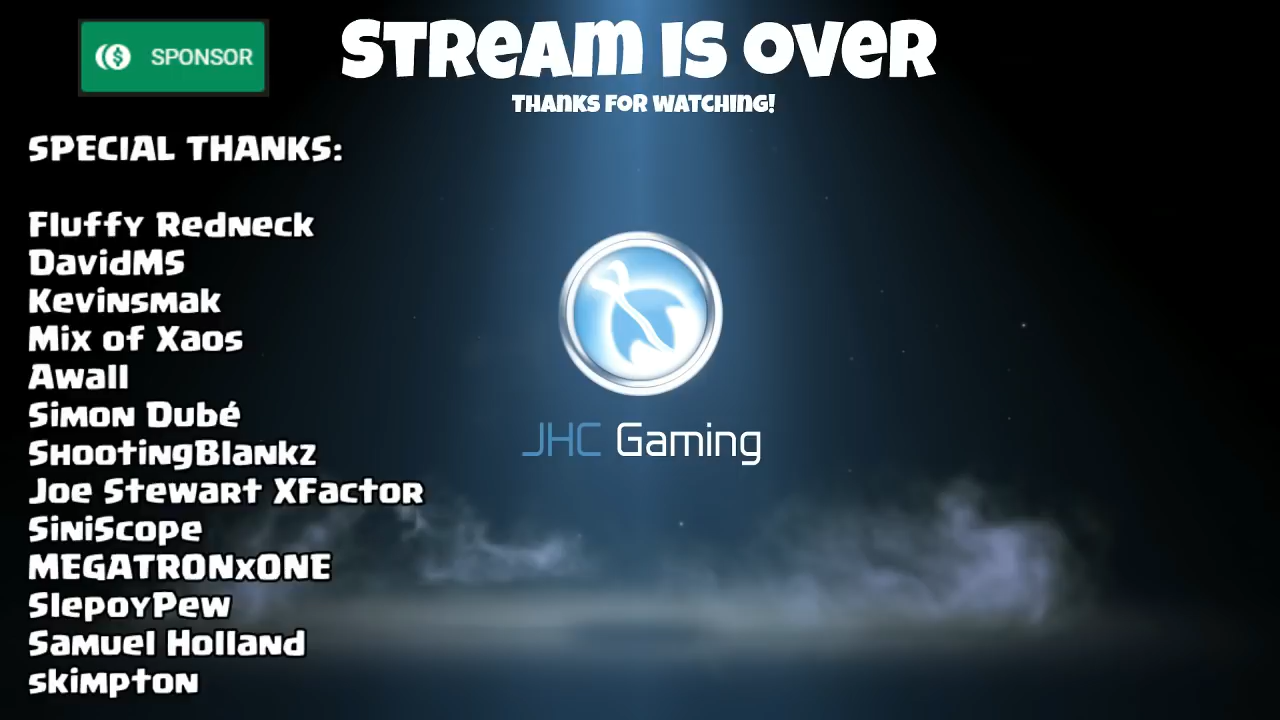 SPONSOR
Stream is over
Thanks for watching!
SPECIAL THANKS:
Fluffy Redneck
DavidMS
Kevinsmak
Mix of Xaos
Awall
Simon Dubé
ShootingBlankz
Joe Stewart XFactor
SiniScope
MEGATRONxONE
SlepoyPew
Samuel Holland
skimpton
JHC Gaming